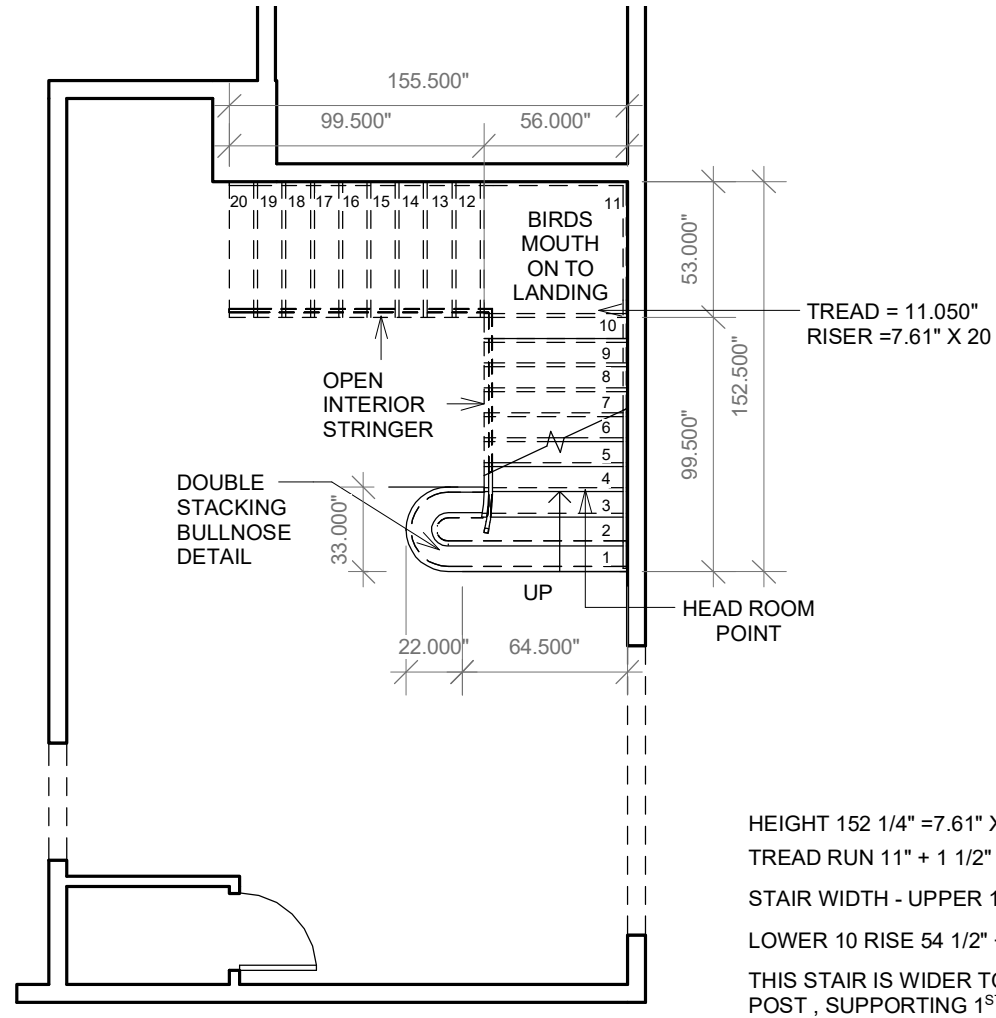 155.500"
99.500" 56.000"
20 19 18 17 16 15 14 13 12 11
BIRDS
MOUTH
ON TO
LANDING
53.000"
TREAD = 11.050"
RISER =7.61" X 20
10
9
8
7
6
5
4
3
2
1
152.500"
99.500"
OPEN
INTERIOR
STRINGER
DOUBLE
STACKING
BULLNOSE
DETAIL
33.000"
UP
HEAD ROOM
POINT
22.000" 64.500"
HEIGHT 152 1/4" =7.61" X
TREAD RUN 11" + 1 1/2"
STAIR WIDTH - UPPER 1
LOWER 10 RISE 54 1/2"
THIS STAIR IS WIDER TO
POST , SUPPORTING 1ST